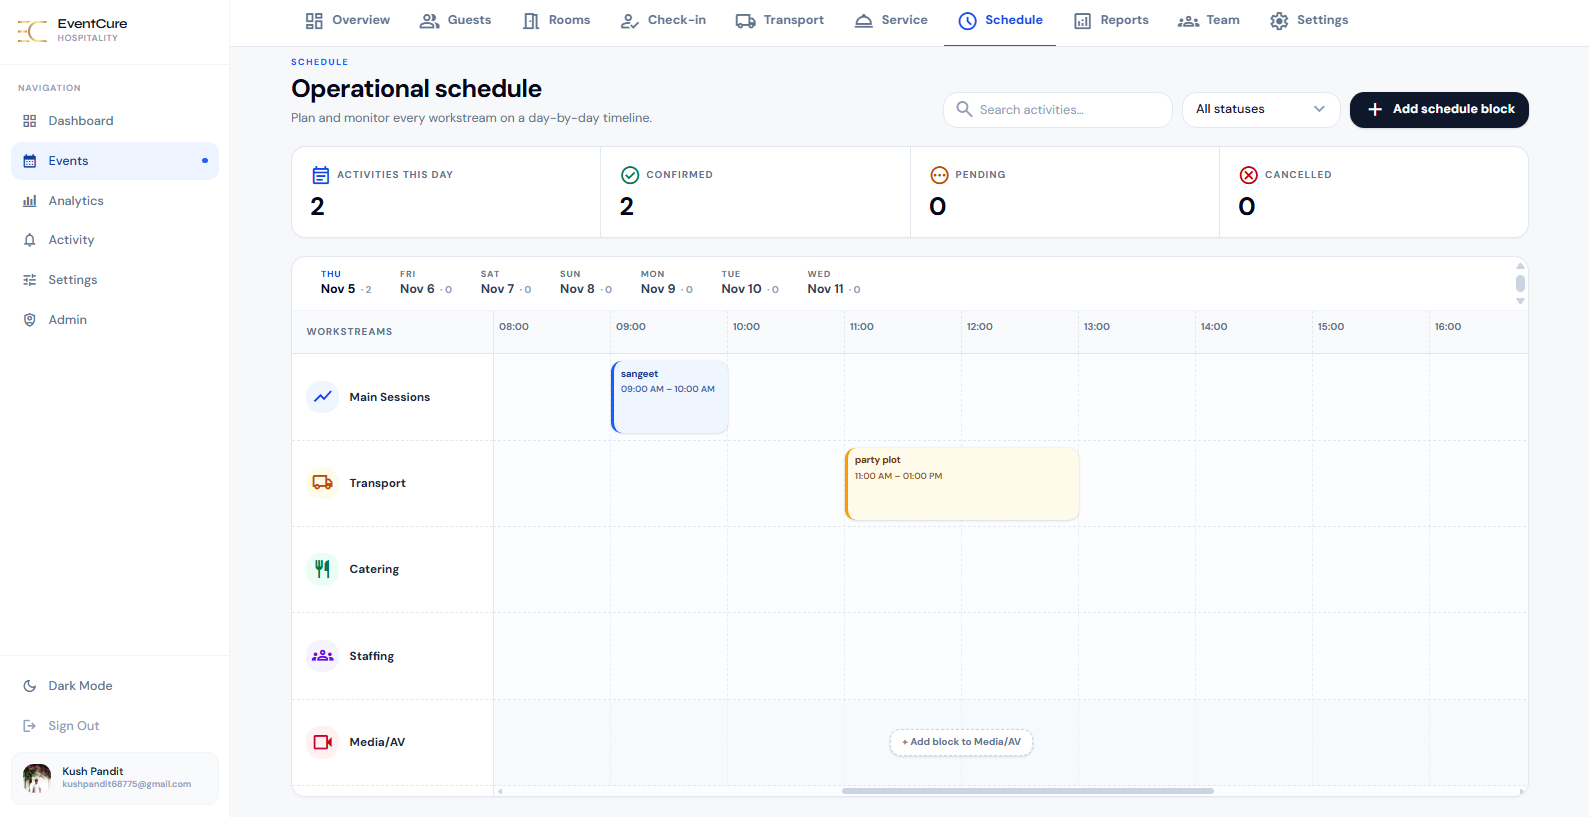 EventCure
HOSPITALITY
NAVIGATION
Dashboard
Events
Analytics
Activity
Settings
Admin
Dark Mode
Sign Out
Kush Pandit
kushpandit68775@gmail.com
Overview
Guests
Rooms
Check-in
Transport
Service
Schedule
Reports
Team
Settings
SCHEDULE
Operational schedule
Plan and monitor every workstream on a day-by-day timeline.
Search activities...
All statuses
+ Add schedule block
ACTIVITIES THIS DAY
2
CONFIRMED
2
PENDING
0
CANCELLED
0
THU
Nov 5 · 2
FRI
Nov 6 · 0
SAT
Nov 7 · 0
SUN
Nov 8 · 0
MON
Nov 9 · 0
TUE
Nov 10 · 0
WED
Nov 11 · 0
WORKSTREAMS
08:00
09:00
10:00
11:00
12:00
13:00
14:00
15:00
16:00
Main Sessions
sangeet
09:00 AM – 10:00 AM
Transport
party plot
11:00 AM – 01:00 PM
Catering
Staffing
Media/AV
+ Add block to Media/AV